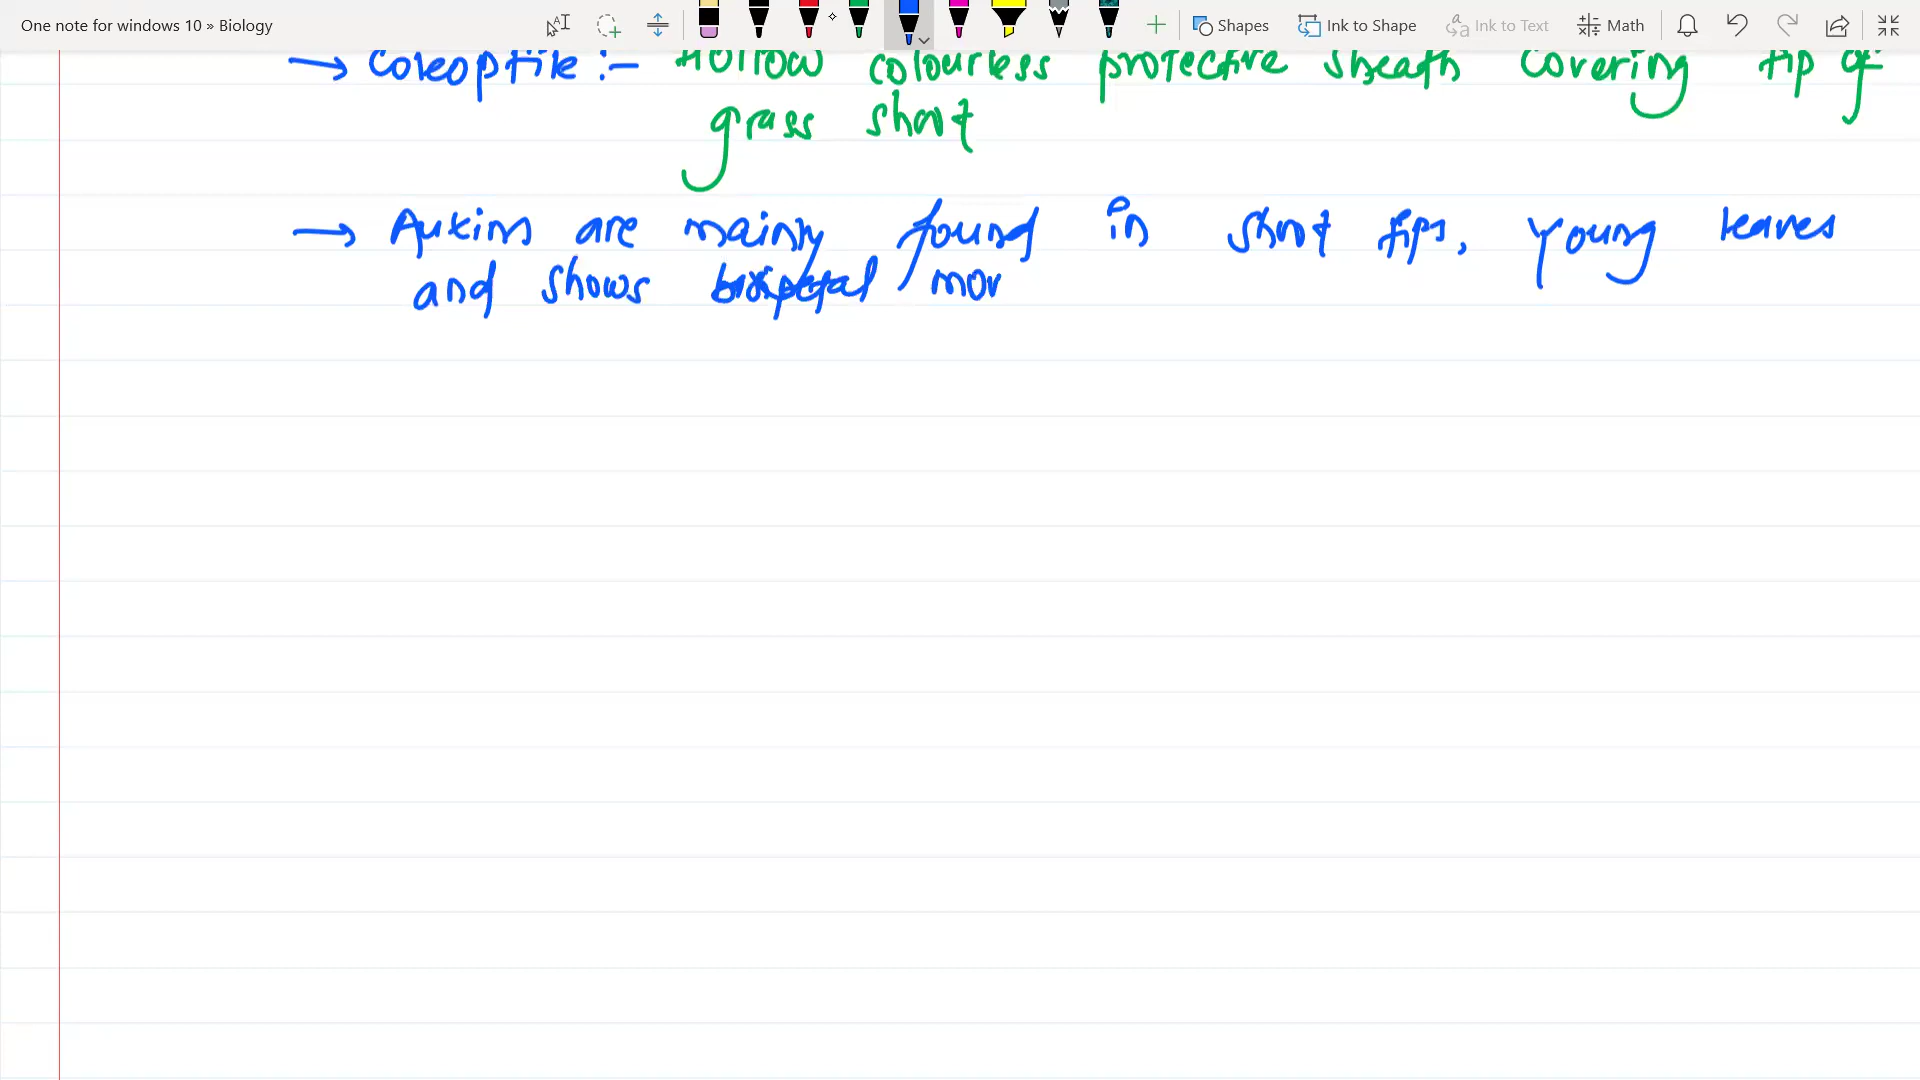 One note for windows 10 » Biology Shapes Ink to Shape Ink to Text Math
→ Coleoptile :- Hollow colourless protective sheath covering tip of
grass shoot
→ Auxins are mainly found in shoot tips, young leaves
and shows mov